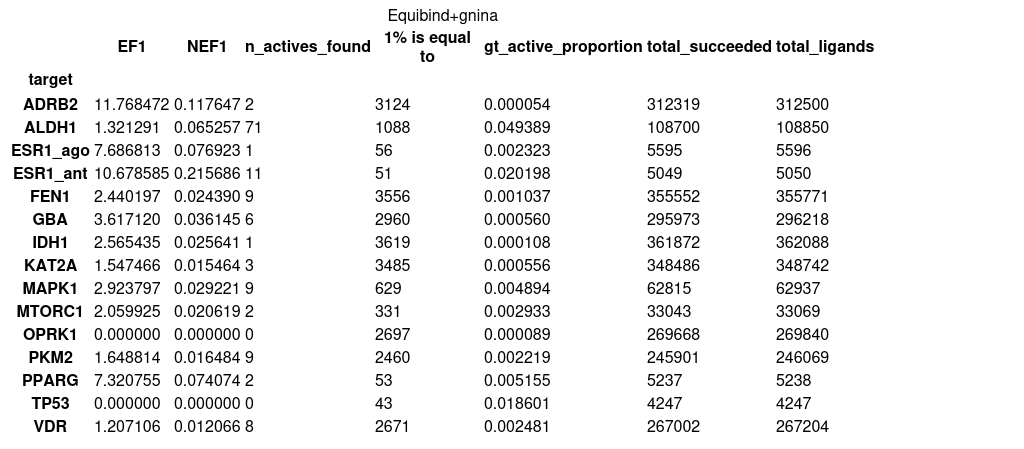 Equibind+gnina
EF1 NEF1 n_actives_found 1% is equal to gt_active_proportion total_succeeded total_ligands
target
ADRB2 11.768472 0.117647 2 3124 0.000054 312319 312500
ALDH1 1.321291 0.065257 71 1088 0.049389 108700 108850
ESR1_ago 7.686813 0.076923 1 56 0.002323 5595 5596
ESR1_ant 10.678585 0.215686 11 51 0.020198 5049 5050
FEN1 2.440197 0.024390 9 3556 0.001037 355552 355771
GBA 3.617120 0.036145 6 2960 0.000560 295973 296218
IDH1 2.565435 0.025641 1 3619 0.000108 361872 362088
KAT2A 1.547466 0.015464 3 3485 0.000556 348486 348742
MAPK1 2.923797 0.029221 9 629 0.004894 62815 62937
MTORC1 2.059925 0.020619 2 331 0.002933 33043 33069
OPRK1 0.000000 0.000000 0 2697 0.000089 269668 269840
PKM2 1.648814 0.016484 9 2460 0.002219 245901 246069
PPARG 7.320755 0.074074 2 53 0.005155 5237 5238
TP53 0.000000 0.000000 0 43 0.018601 4247 4247
VDR 1.207106 0.012066 8 2671 0.002481 267002 267204